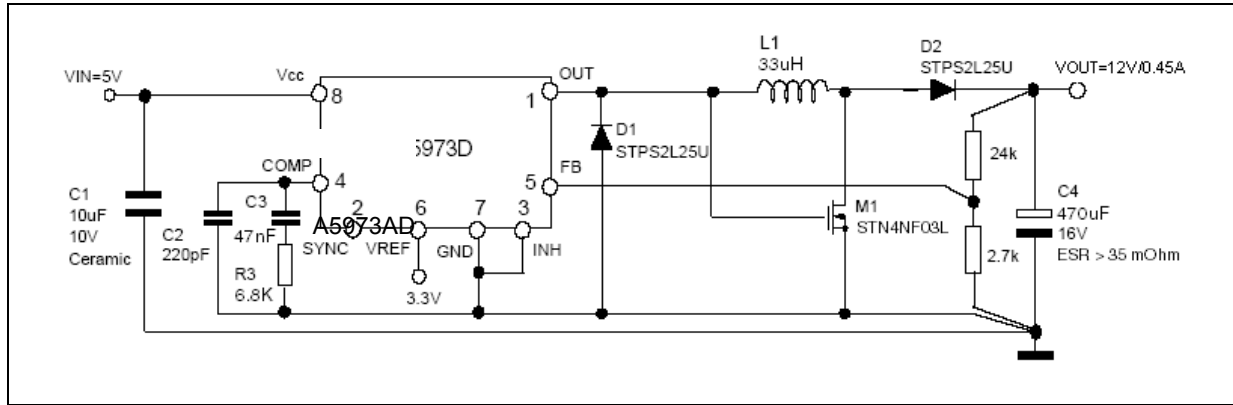 VIN=5V
Vcc
8
OUT
1
L1
33uH
D2
STPS2L25U
VOUT=12V/0.45A
5973D
D1
STPS2L25U
FB
5
24k
COMP
4
C1
10uF
10V
Ceramic
C2
220pF
C3
47nF
R3
6.8K
2
SYNC
A5973AD
6
VREF
3.3V
7
GND
3
INH
M1
STN4NF03L
2.7k
C4
470uF
16V
ESR > 35 mOhm